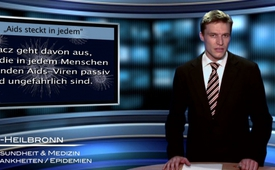 „Aids steckt in jedem"
acz geht davon aus,
die in jedem Menschen
nden Aids-Viren passiv
d ungefährlich sind.
-Heilbronn
sundheit & Medizin
ankheiten / Epidemien